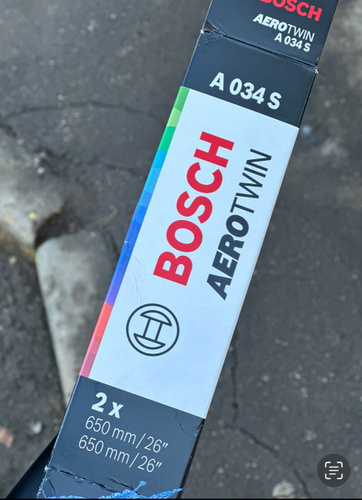 BOSCH
AEROTWIN
A 034 S
A 034 S
BOSCH
AEROTWIN
2 x
650 mm / 26"
650 mm / 26"